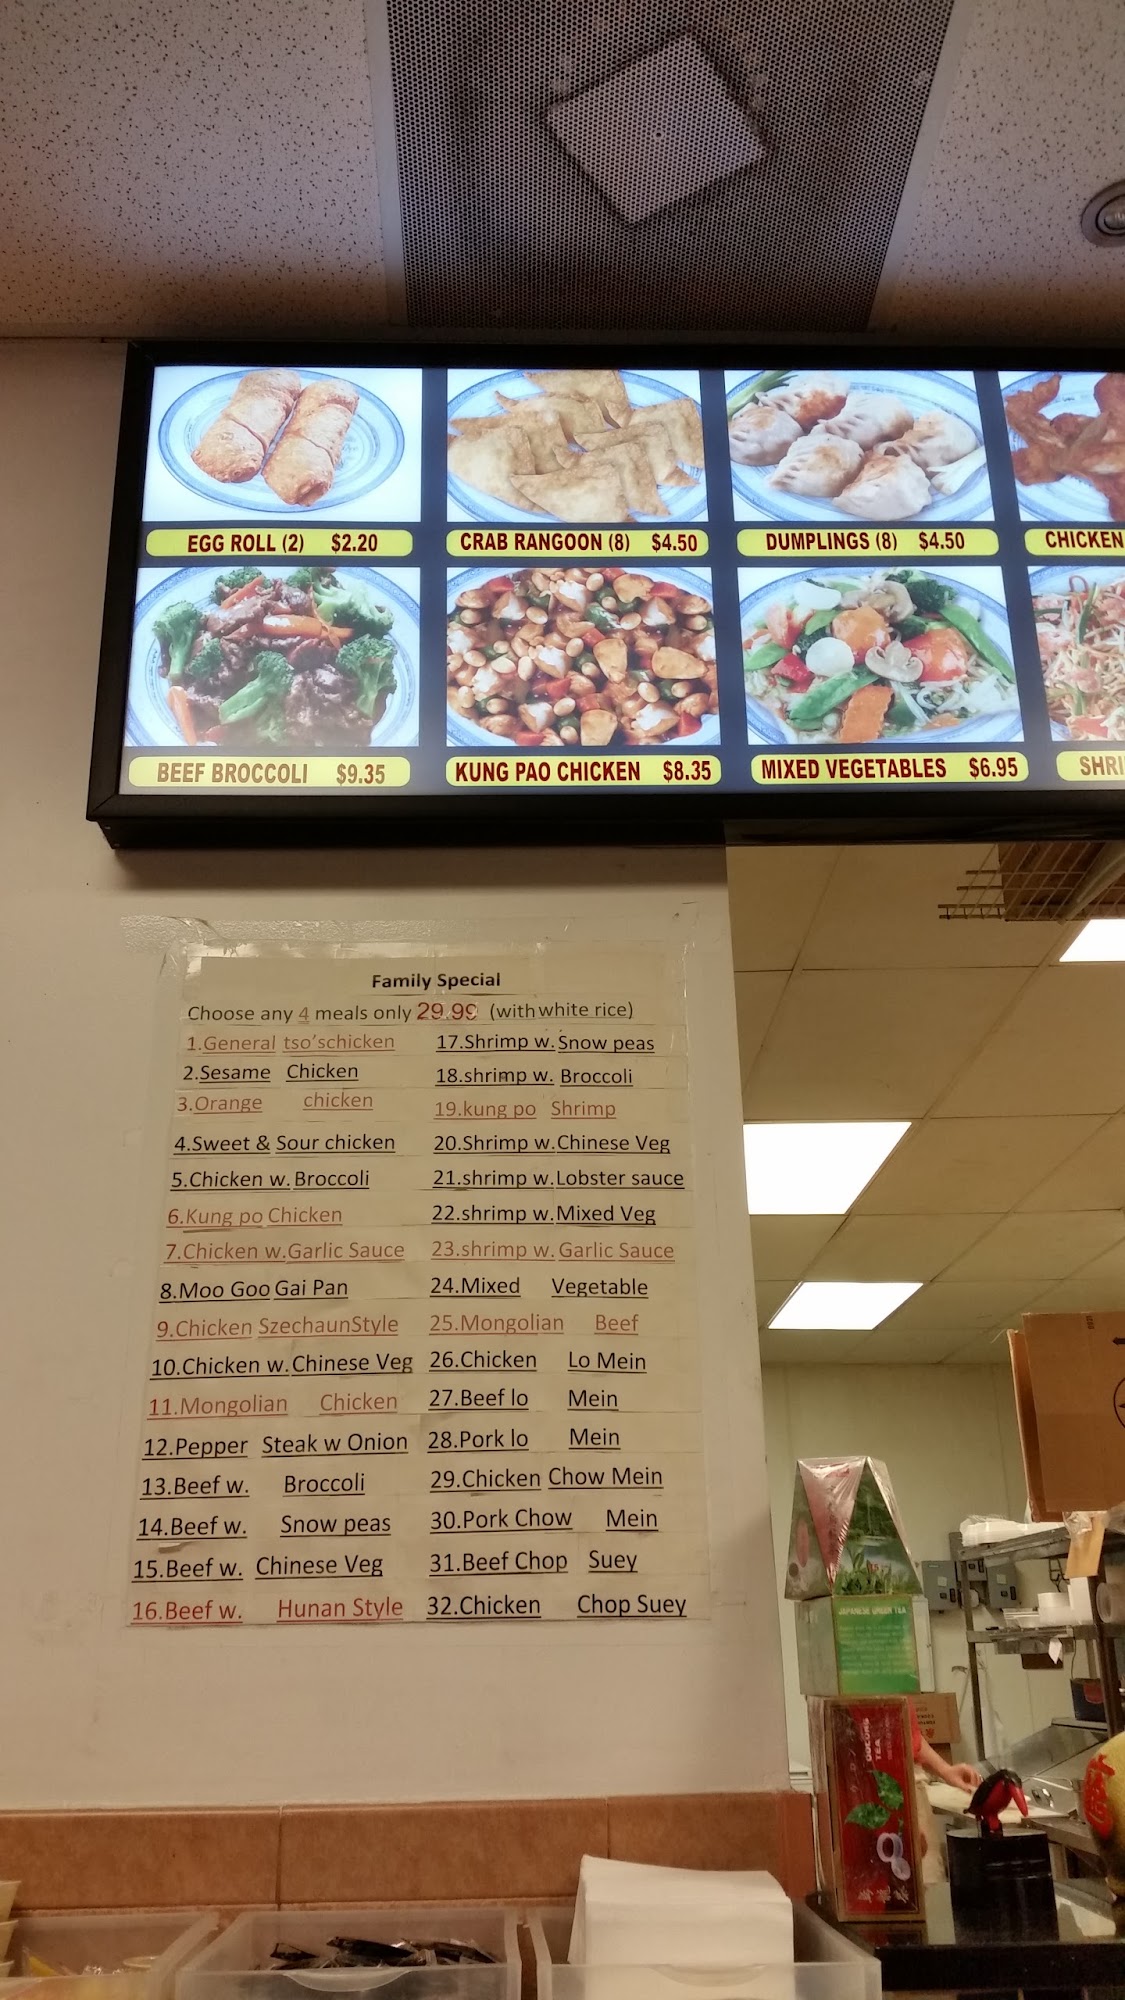 EGG ROLL (2) $2.20
CRAB RANGOON (8) $4.50
DUMPLINGS (8) $4.50
CHICKEN
BEEF BROCCOLI $9.35
KUNG PAO CHICKEN $8.35
MIXED VEGETABLES $6.95
SHRI
Family Special
Choose any 4 meals only 29.99 (with white rice)
1.General tso'schicken
2.Sesame Chicken
3.Orange chicken
4.Sweet & Sour chicken
5.Chicken w. Broccoli
6.Kung po Chicken
7.Chicken w.Garlic Sauce
8.Moo Goo Gai Pan
9.Chicken SzechaunStyle
10.Chicken w.Chinese Veg
11.Mongolian Chicken
12.Pepper Steak w Onion
13.Beef w. Broccoli
14.Beef w. Snow peas
15.Beef w. Chinese Veg
16.Beef w. Hunan Style
17.Shrimp w. Snow peas
18.shrimp w. Broccoli
19.kung po Shrimp
20.Shrimp w.Chinese Veg
21.shrimp w.Lobster sauce
22.shrimp w.Mixed Veg
23.shrimp w. Garlic Sauce
24.Mixed Vegetable
25.Mongolian Beef
26.Chicken Lo Mein
27.Beef lo Mein
28.Pork lo Mein
29.Chicken Chow Mein
30.Pork Chow Mein
31.Beef Chop Suey
32.Chicken Chop Suey
JAPANESE GREEN TEA
OOLONG
TEA